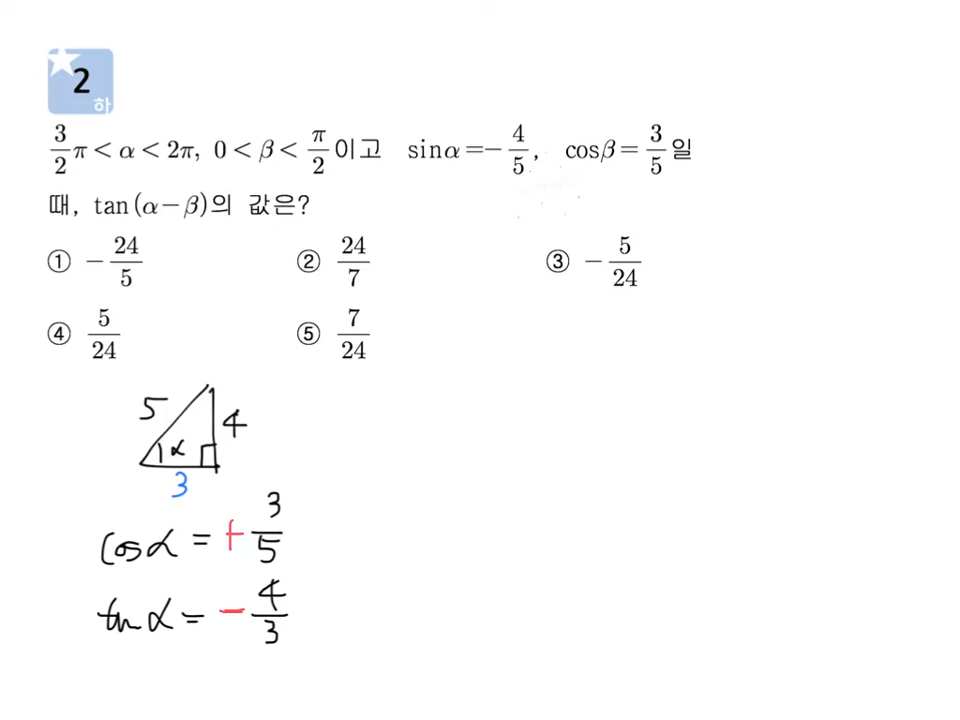 2
하
3/2 π < α < 2π, 0 < β < π/2 이고 sinα = -4/5, cosβ = 3/5 일
때, tan(α-β)의 값은?
① -24/5 ② 24/7 ③ -5/24
④ 5/24 ⑤ 7/24
5 4
α
3
cosα = + 3/5
tanα = - 4/3